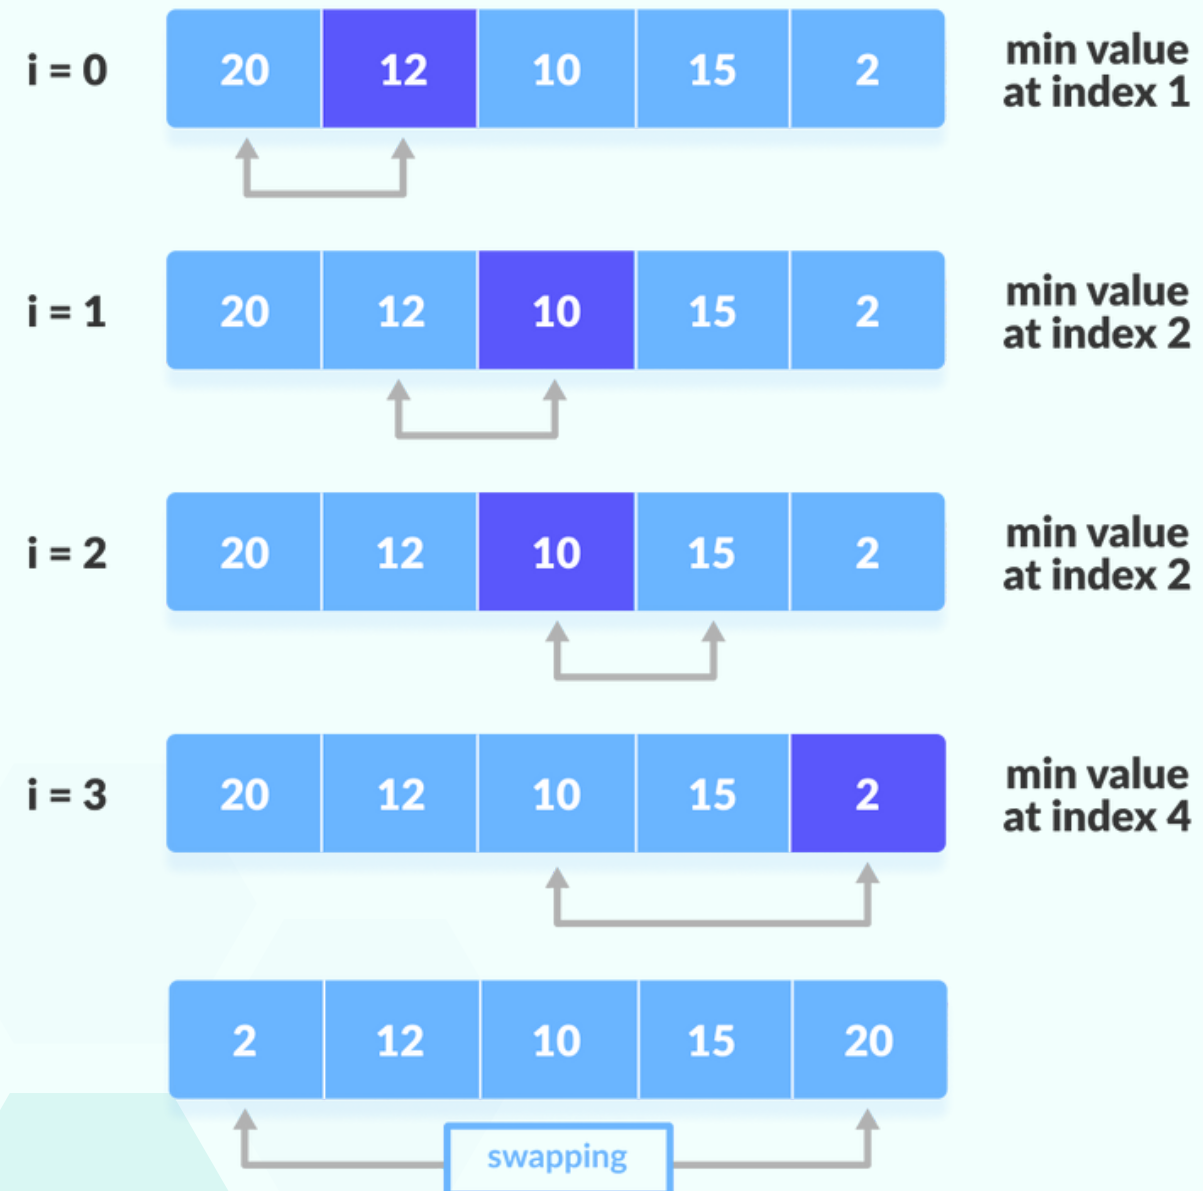 i = 0 20 12 10 15 2 min value
at index 1
i = 1 20 12 10 15 2 min value
at index 2
i = 2 20 12 10 15 2 min value
at index 2
i = 3 20 12 10 15 2 min value
at index 4
2 12 10 15 20
swapping